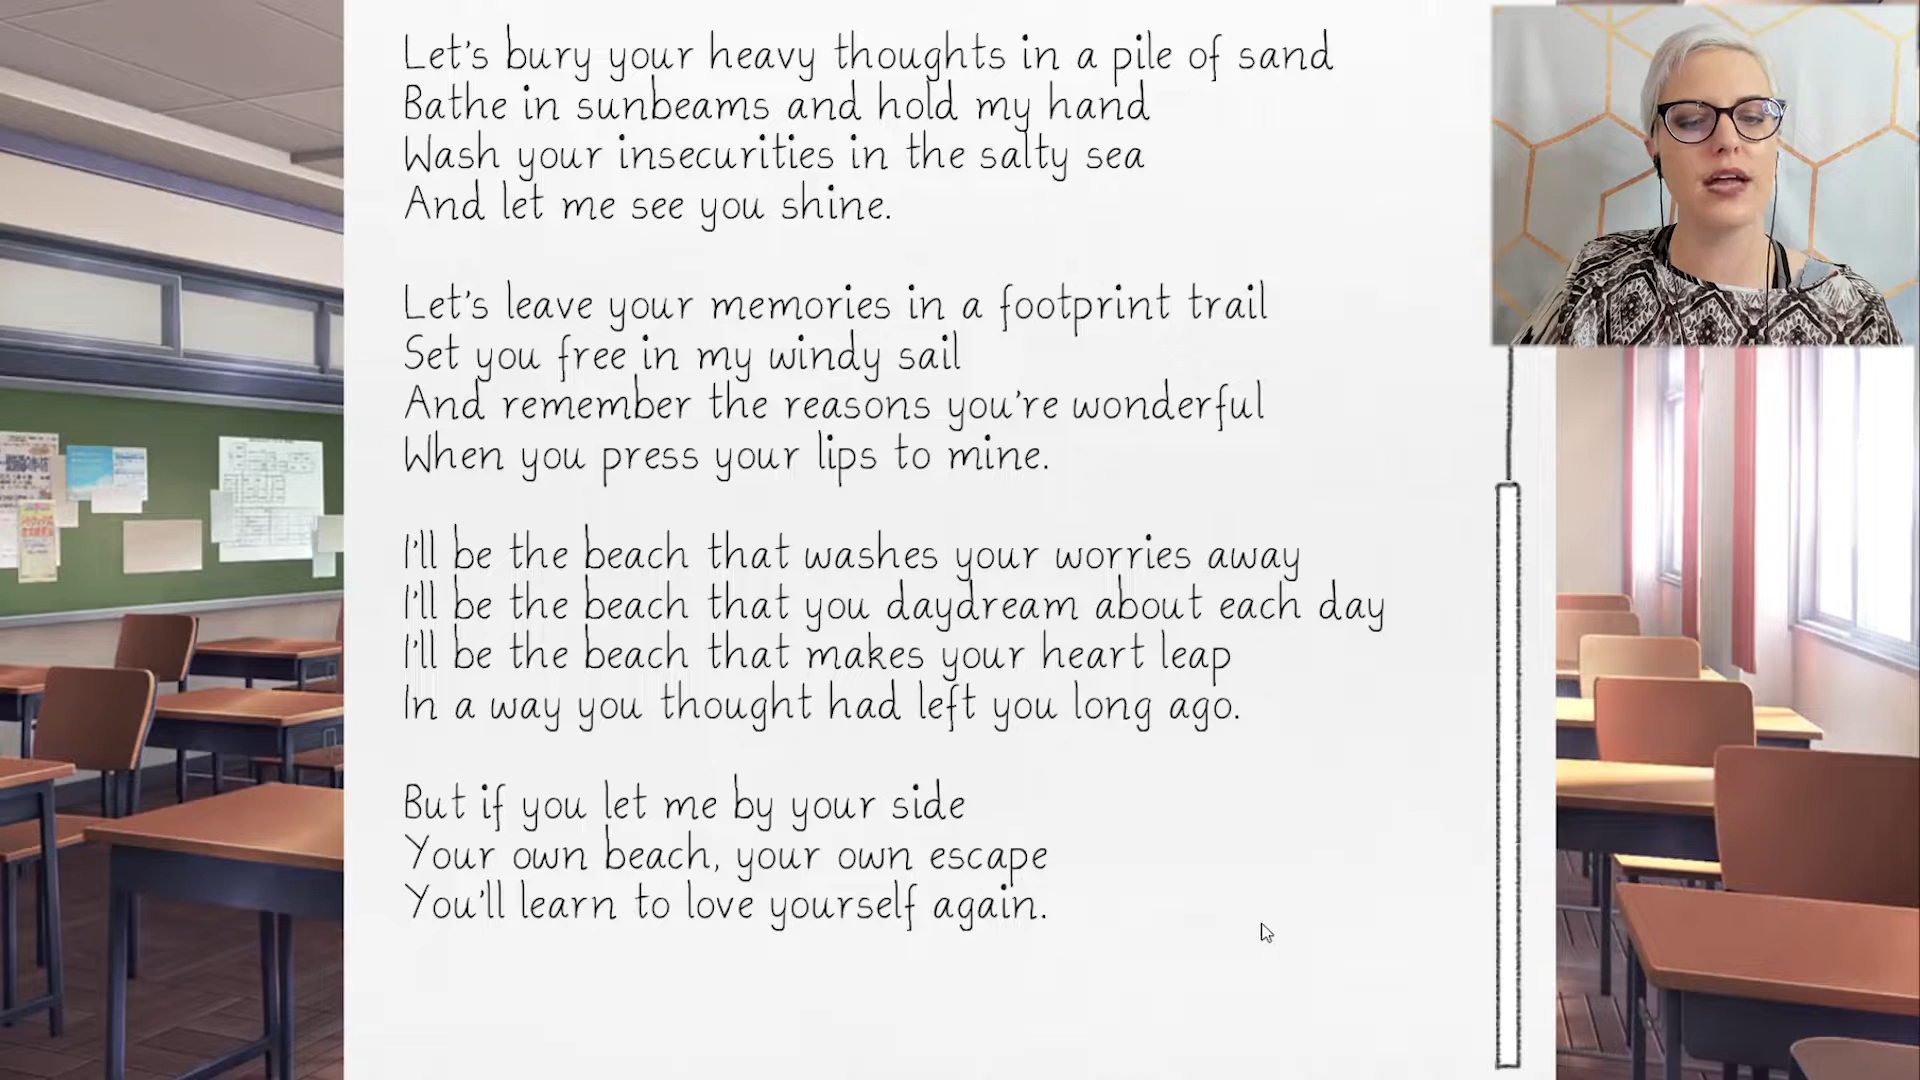 Let's bury your heavy thoughts in a pile of sand
Bathe in sunbeams and hold my hand
Wash your insecurities in the salty sea
And let me see you shine.
Let's leave your memories in a footprint trail
Set you free in my windy sail
And remember the reasons you're wonderful
When you press your lips to mine.
I'll be the beach that washes your worries away
I'll be the beach that you daydream about each day
I'll be the beach that makes your heart leap
In a way you thought had left you long ago.
But if you let me by your side
Your own beach, your own escape
You'll learn to love yourself again.